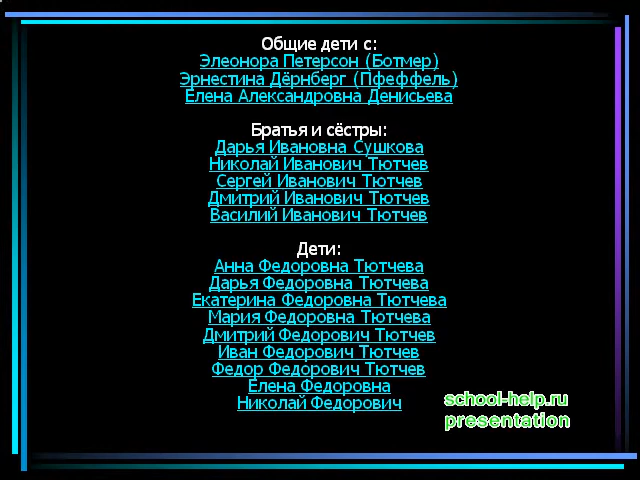 Общие дети с:
Элеонора Петерсон (Ботмер)
Эрнестина Дёрнберг (Пфеффель)
Елена Александровна Денисьева
Братья и сёстры:
Дарья Ивановна Сушкова
Николай Иванович Тютчев
Сергей Иванович Тютчев
Дмитрий Иванович Тютчев
Василий Иванович Тютчев
Дети:
Анна Федоровна Тютчева
Дарья Федоровна Тютчева
Екатерина Федоровна Тютчева
Мария Федоровна Тютчева
Дмитрий Федорович Тютчев
Иван Федорович Тютчев
Федор Федорович Тютчев
Елена Федоровна
Николай Федорович
school-help.ru
presentation